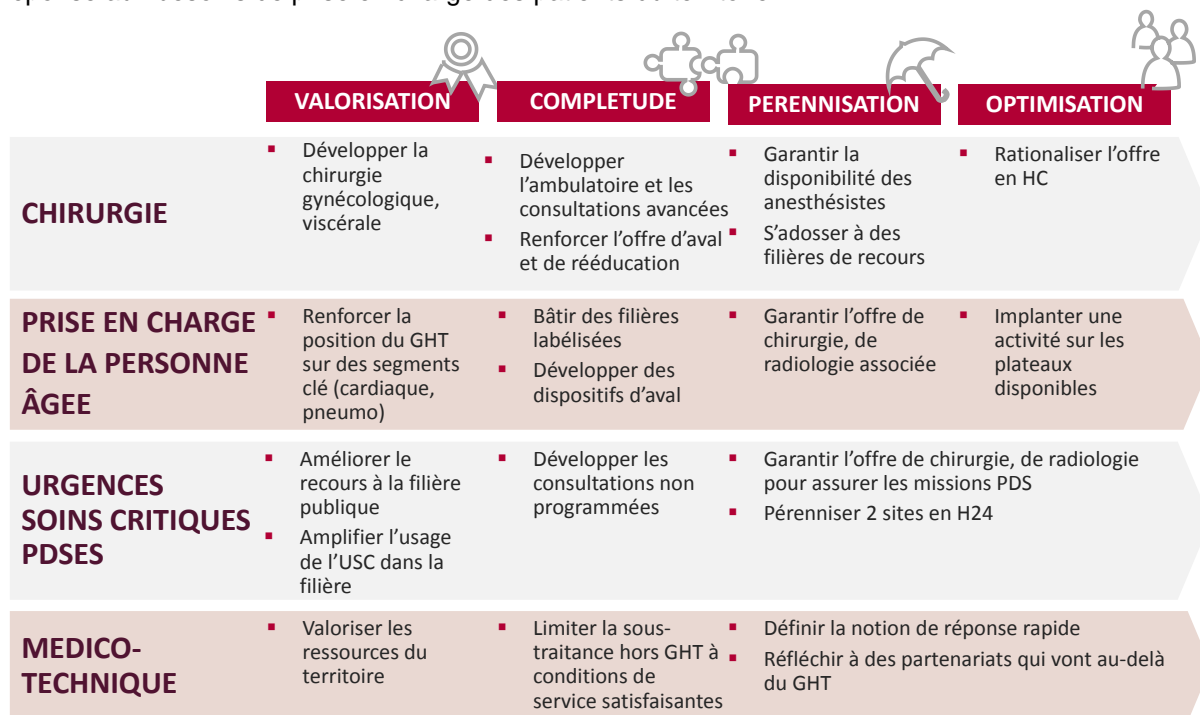 VALORISATION
COMPLETUDE
PERENNISATION
OPTIMISATION
CHIRURGIE
▪ Développer la
chirurgie
gynécologique,
viscérale
▪ Développer
l'ambulatoire et les
consultations avancées
▪ Renforcer l'offre d'aval
et de rééducation
▪ Garantir la
disponibilité des
anesthésistes
▪ S'adosser à des
filières de recours
▪ Rationaliser l'offre
en HC
PRISE EN CHARGE
DE LA PERSONNE
ÂGEE
▪ Renforcer la
position du GHT
sur des segments
clé (cardiaque,
pneumo)
▪ Bâtir des filières
labélisées
▪ Développer des
dispositifs d'aval
▪ Garantir l'offre de
chirurgie, de
radiologie associée
▪ Implanter une
activité sur les
plateaux
disponibles
URGENCES
SOINS CRITIQUES
PDSES
▪ Améliorer le
recours à la filière
publique
▪ Amplifier l'usage
de l'USC dans la
filière
▪ Développer les
consultations non
programmées
▪ Garantir l'offre de chirurgie, de radiologie
pour assurer les missions PDS
▪ Pérenniser 2 sites en H24
MEDICO-
TECHNIQUE
▪ Valoriser les
ressources du
territoire
▪ Limiter la sous-
traitance hors GHT à
conditions de
service satisfaisantes
▪ Définir la notion de réponse rapide
▪ Réfléchir à des partenariats qui vont au-delà
du GHT